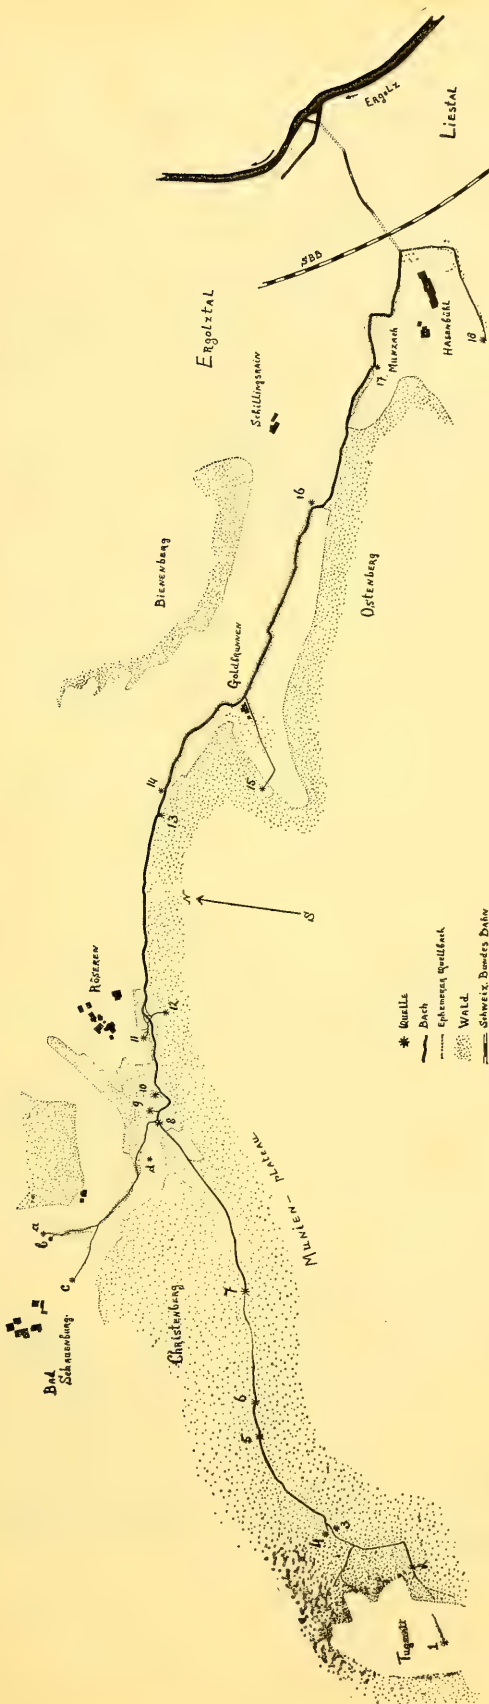 Ergolz
Liestal
SBB
Ergolztal
Schillingsrain
Hasenbühl
18
17. Munzach
16
Bienenberg
Ostenberg
Goldbrunnen
15
14
13
N
S
Röseren
12
11
10
9
8
d
a
b
c
Bad
Schauenburg.
Christenberg
Munien-Plateau
7
6
5
4
3
2
1
Tugmatt
Quelle
Bach
Ephemerer Quellbach
Wald
Schweiz. Bundes Bahn